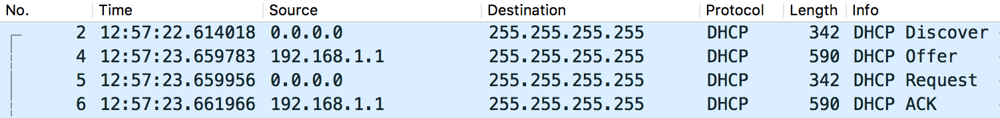 No. Time Source Destination Protocol Length Info
2 12:57:22.614018 0.0.0.0 255.255.255.255 DHCP 342 DHCP Discover
4 12:57:23.659783 192.168.1.1 255.255.255.255 DHCP 590 DHCP Offer
5 12:57:23.659956 0.0.0.0 255.255.255.255 DHCP 342 DHCP Request
6 12:57:23.661966 192.168.1.1 255.255.255.255 DHCP 590 DHCP ACK